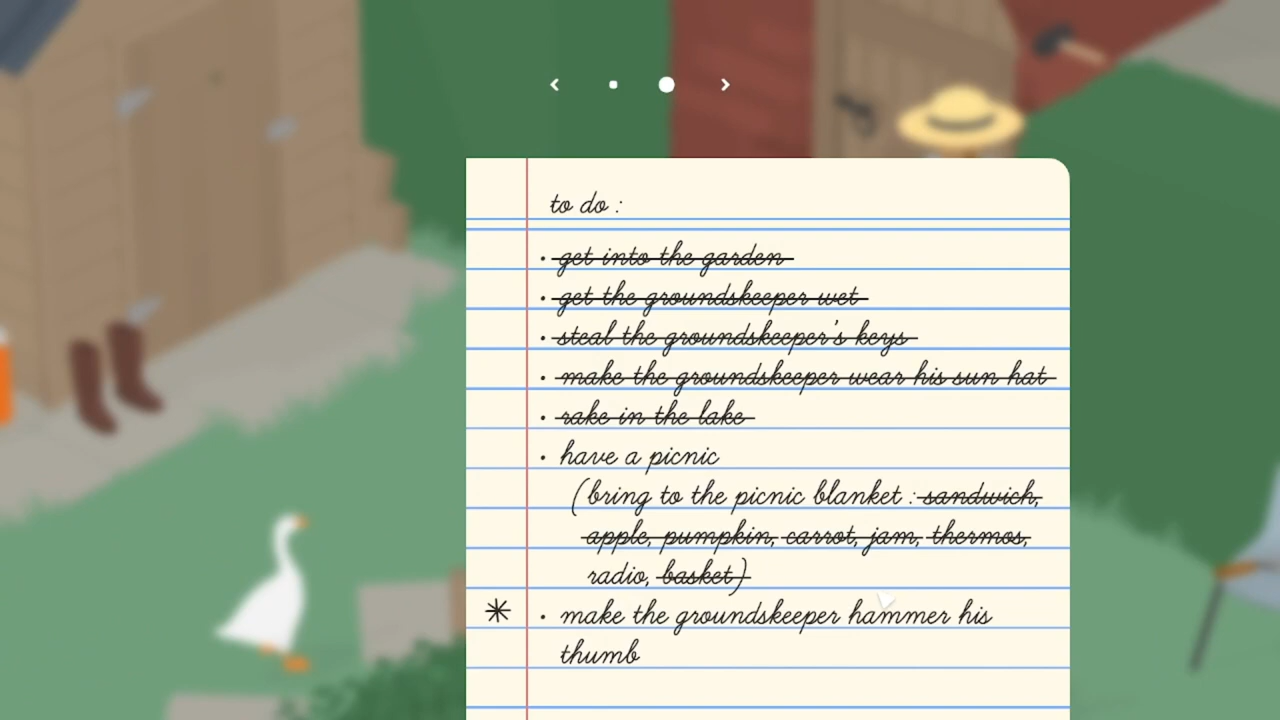 to do :
• get into the garden
• get the groundskeeper wet
• steal the groundskeeper's keys
• make the groundskeeper wear his sun hat
• rake in the lake
• have a picnic
(bring to the picnic blanket : sandwich,
apple, pumpkin, carrot, jam, thermos,
radio, basket)
• make the groundskeeper hammer his
thumb